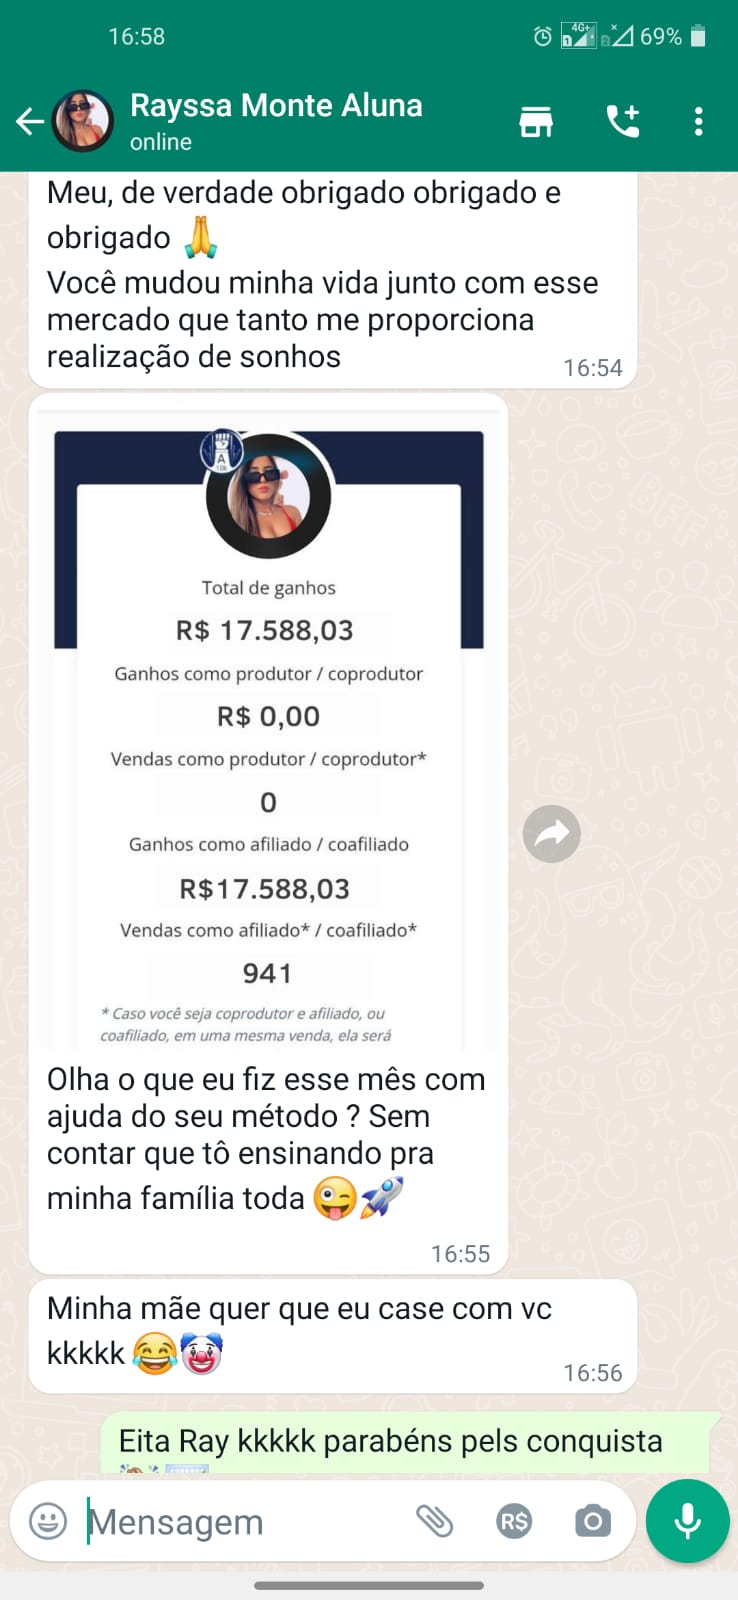 16:58
4G+
1
2
69%
Rayssa Monte Aluna
online
Meu, de verdade obrigado obrigado e
obrigado 🙏
Você mudou minha vida junto com esse
mercado que tanto me proporciona
realização de sonhos
16:54
A
10K
Total de ganhos
R$ 17.588,03
Ganhos como produtor / coprodutor
R$ 0,00
Vendas como produtor / coprodutor*
0
Ganhos como afiliado / coafiliado
R$17.588,03
Vendas como afiliado* / coafiliado*
941
* Caso você seja coprodutor e afiliado, ou
coafiliado, em uma mesma venda, ela será
Olha o que eu fiz esse mês com
ajuda do seu método ? Sem
contar que tô ensinando pra
minha família toda 😜🚀
16:55
Minha mãe quer que eu case com vc
kkkkk 😂🤡
16:56
Eita Ray kkkkk parabéns pels conquista
Mensagem
R$